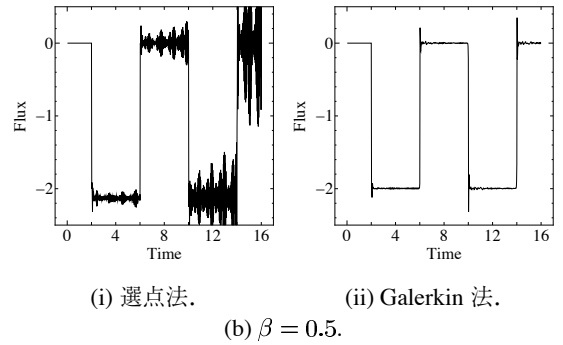 0
−1
−2
Flux
0 4 8 12 16
Time
0
−1
−2
Flux
0 4 8 12 16
Time
(i) 選点法.
(ii) Galerkin 法.
(b) β = 0.5.